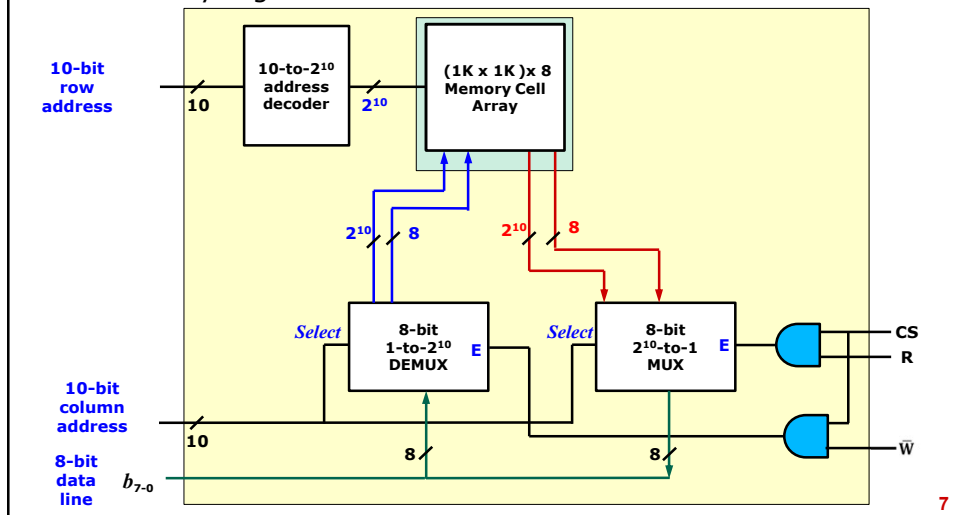 10-bit
row
address
10
10-to-2¹⁰
address
decoder
2¹⁰
(1K x 1K )x 8
Memory Cell
Array
2¹⁰
8
2¹⁰
8
Select
8-bit
1-to-2¹⁰
DEMUX
E
Select
8-bit
2¹⁰-to-1
MUX
E
CS
R
10-bit
column
address
10
W̅
8-bit
data
line
b₇₋₀
8
8
7